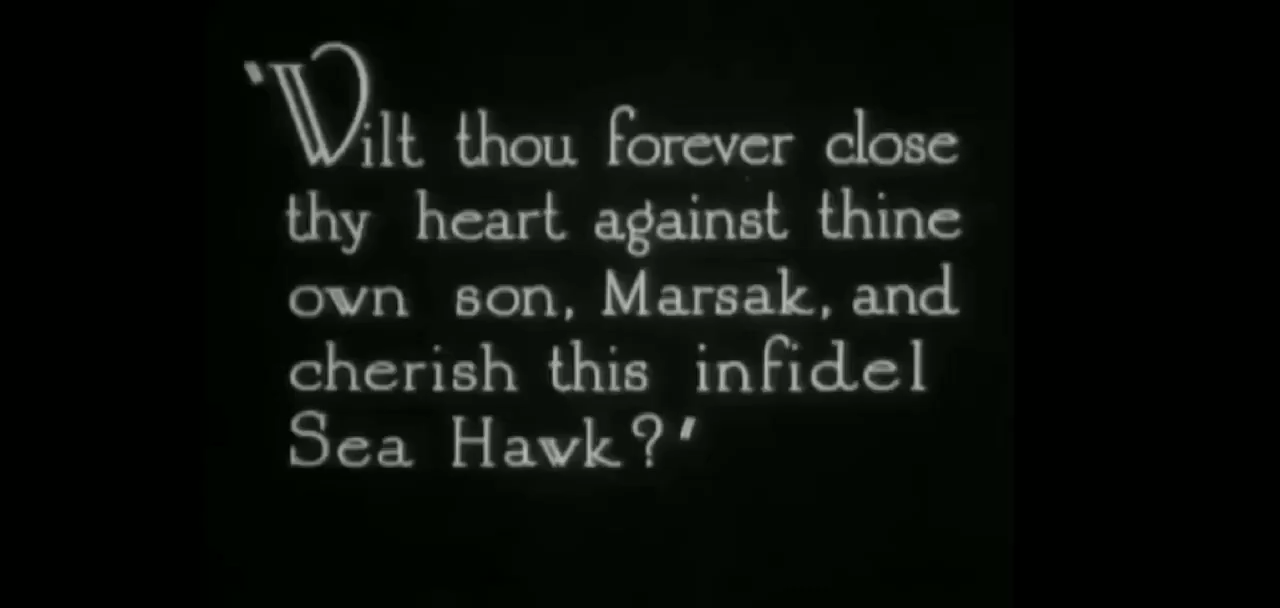 "Wilt thou forever close
thy heart against thine
own son, Marsak, and
cherish this infidel
Sea Hawk?"